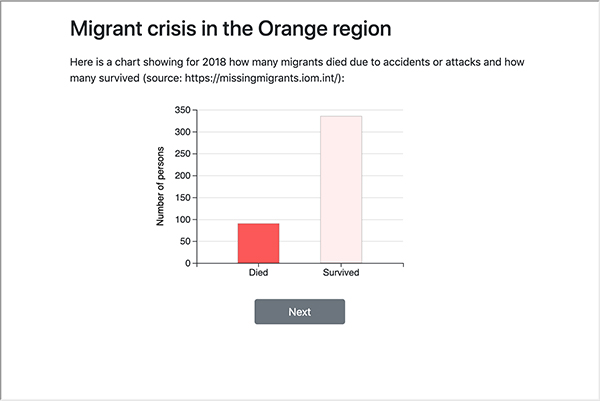 Migrant crisis in the Orange region
Here is a chart showing for 2018 how many migrants died due to accidents or attacks and how
many survived (source: https://missingmigrants.iom.int/):
350
300
250
200
150
100
50
0
Number of persons
Died Survived
Next